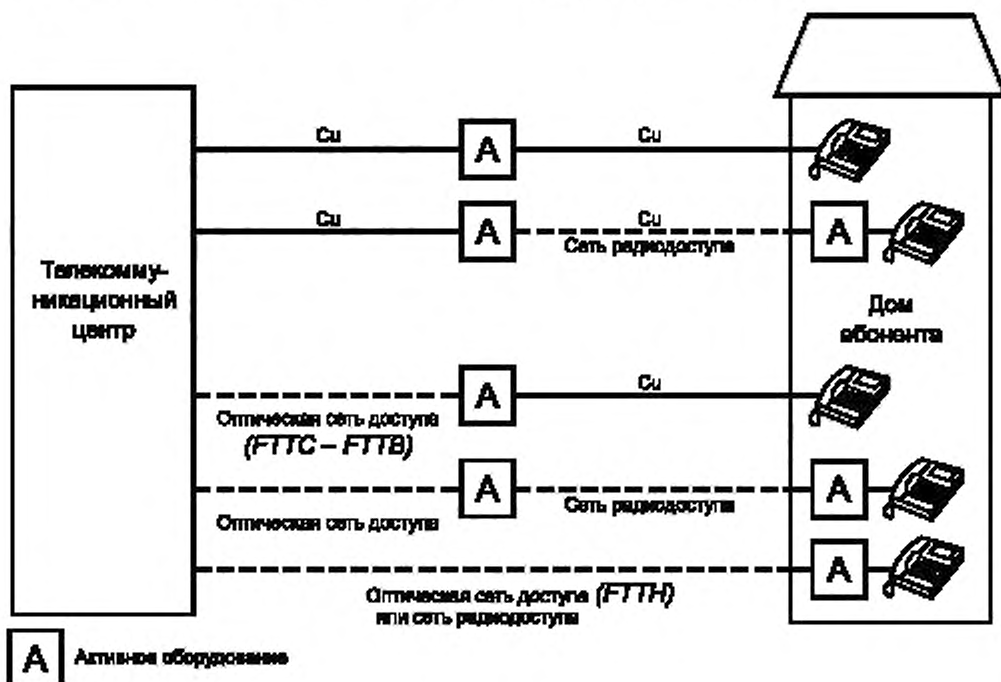 Cu
A
Cu
Cu
A
Cu
Сеть радиодоступа
A
Телекомму-
никационный
центр
Дом
абонента
A
Cu
Оптическая сеть доступа
(FTTC – FTTB)
A
Сеть радиодоступа
A
Оптическая сеть доступа
A
Оптическая сеть доступа (FTTH)
или сеть радиодоступа
A
Активное оборудование